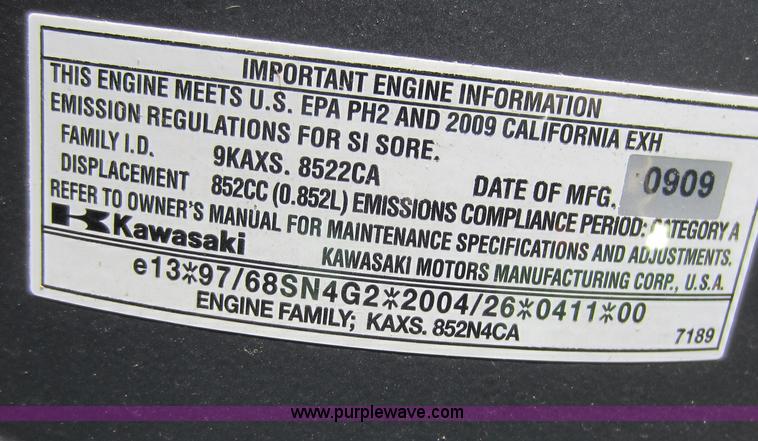 IMPORTANT ENGINE INFORMATION
THIS ENGINE MEETS U.S. EPA PH2 AND 2009 CALIFORNIA EXH
EMISSION REGULATIONS FOR SI SORE.
FAMILY I.D. 9KAXS. 8522CA DATE OF MFG. 0909
DISPLACEMENT 852CC (0.852L) EMISSIONS COMPLIANCE PERIOD: CATEGORY A
REFER TO OWNER'S MANUAL FOR MAINTENANCE SPECIFICATIONS AND ADJUSTMENTS.
Kawasaki KAWASAKI MOTORS MANUFACTURING CORP., U.S.A.
e13*97/68SN4G2*2004/26*0411*00
ENGINE FAMILY; KAXS. 852N4CA 7189
www.purplewave.com